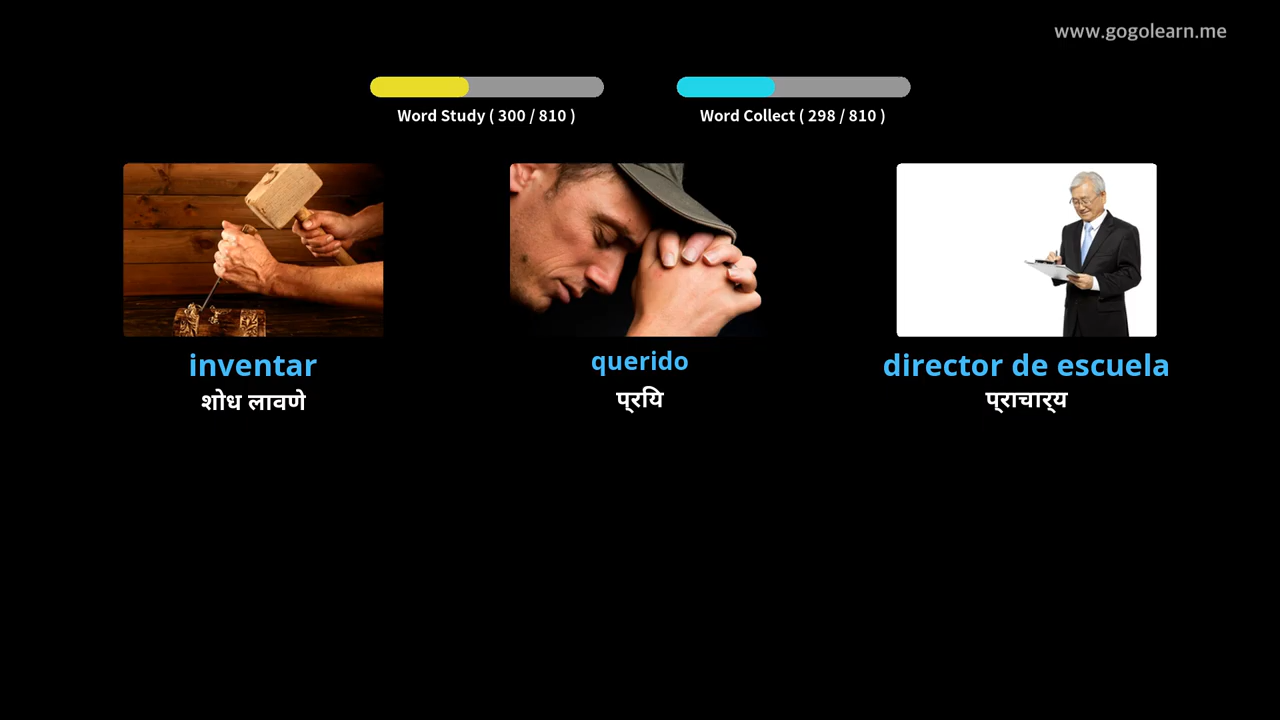 www.gogolearn.me
Word Study ( 300 / 810 )
Word Collect ( 298 / 810 )
inventar
शोध लावणे
querido
प्रयि
director de escuela
प्राचार्य